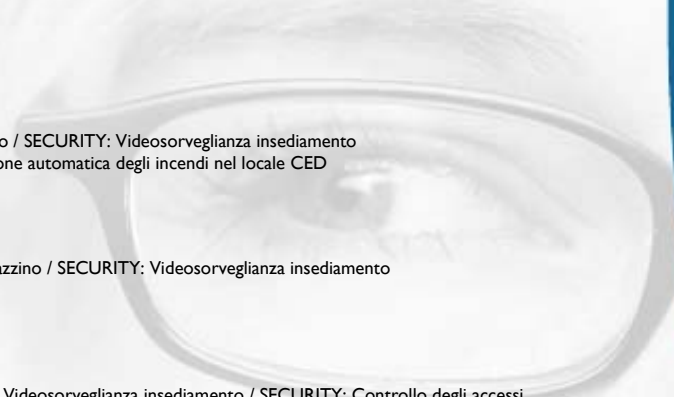 o / SECURITY: Videosorveglianza insediamento
one automatica degli incendi nel locale CED
azzino / SECURITY: Videosorveglianza insediamento
Videosorveglianza insediamento / SECURITY: Controllo degli accessi